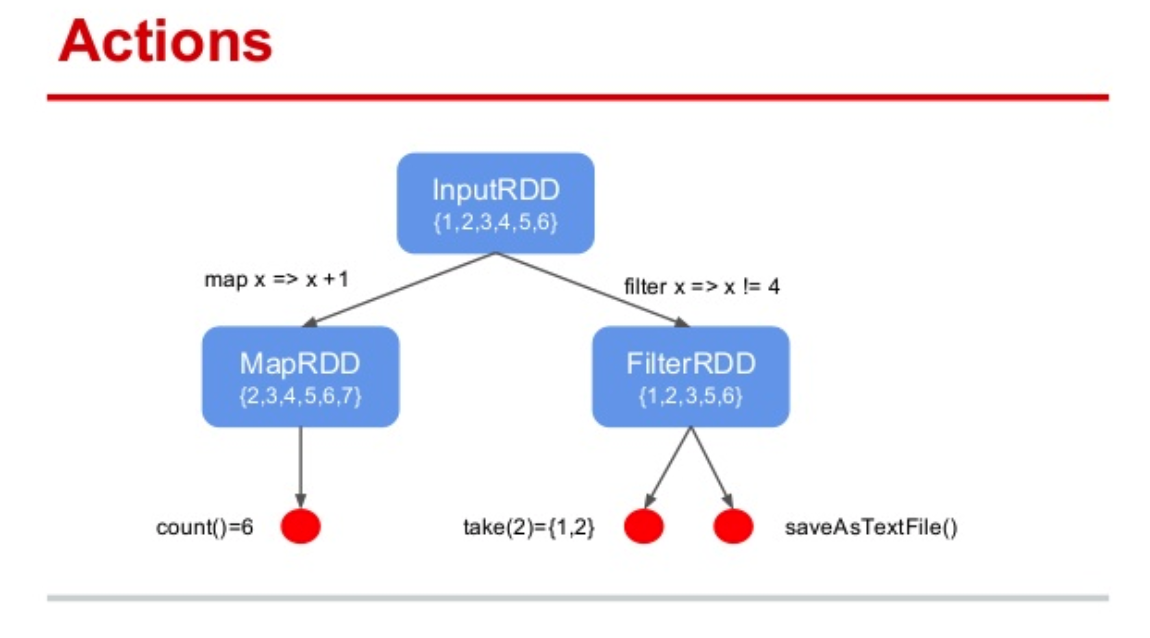 Actions
InputRDD
{1,2,3,4,5,6}
map x => x +1
filter x => x != 4
MapRDD
{2,3,4,5,6,7}
FilterRDD
{1,2,3,5,6}
count()=6
take(2)={1,2}
saveAsTextFile()